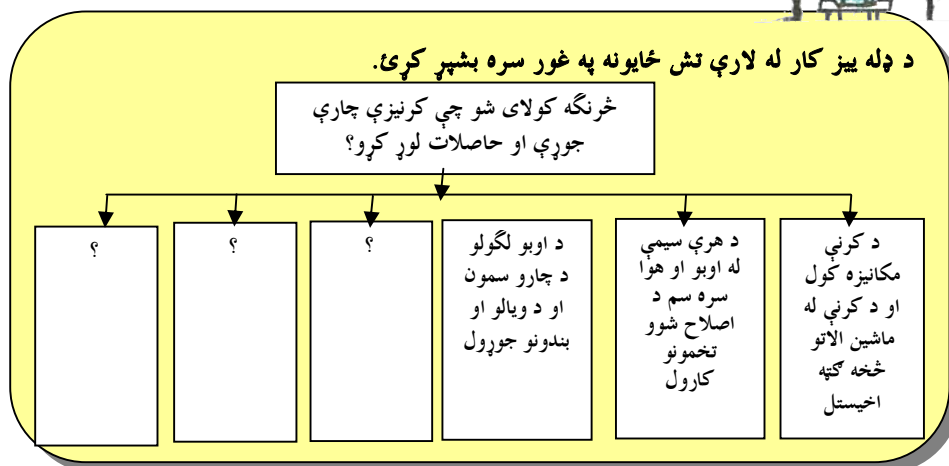 د ډله ييز کار له لارې تش ځايونه په غور سره بشپړ کړئ.
څرنگه کولای شو چې کرنيزې چارې
جوړې او حاصلات لوړ کړو؟
د کرنې
مکانيزه کول
او د کرنې له
ماشين الاتو
څخه ګټه
اخيستل
د هرې سيمې
له اوبو او هوا
سره سم د
اصلاح شوو
تخمونو
کارول
د اوبو لگولو
د چارو سمون
او د ويالو او
بندونو جوړول
؟
؟
؟